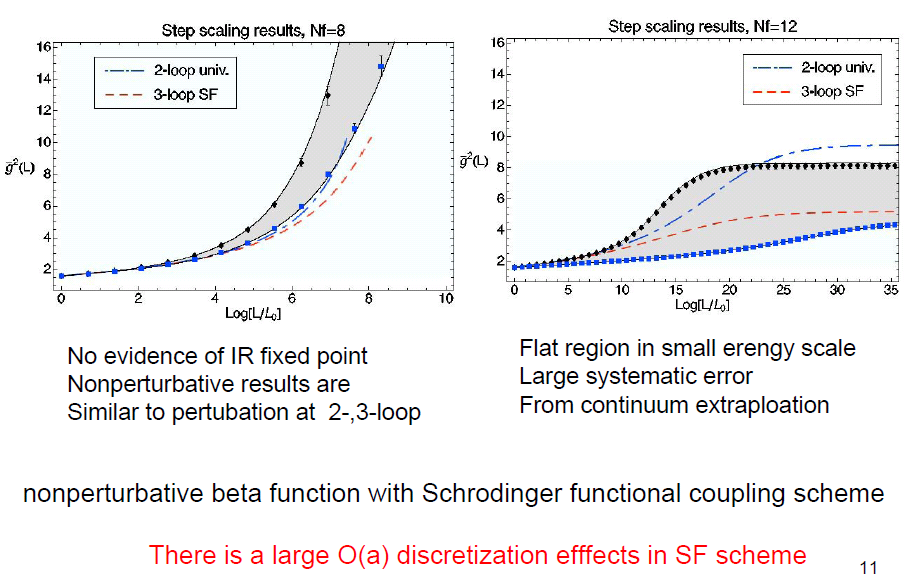 Step scaling results, Nf=8
16
14
12
10
8
6
4
2
2-loop univ.
3-loop SF
g̅²(L)
0 2 4 6 8 10
Log[L/L₀]
Step scaling results, Nf=12
16
14
12
10
8
6
4
2
2-loop univ.
3-loop SF
g̅²(L)
0 5 10 15 20 25 30 35
Log[L/L₀]
No evidence of IR fixed point
Nonperturbative results are
Similar to pertubation at 2-,3-loop
Flat region in small erengy scale
Large systematic error
From continuum extraploation
nonperturbative beta function with Schrodinger functional coupling scheme
There is a large O(a) discretization efffects in SF scheme
11